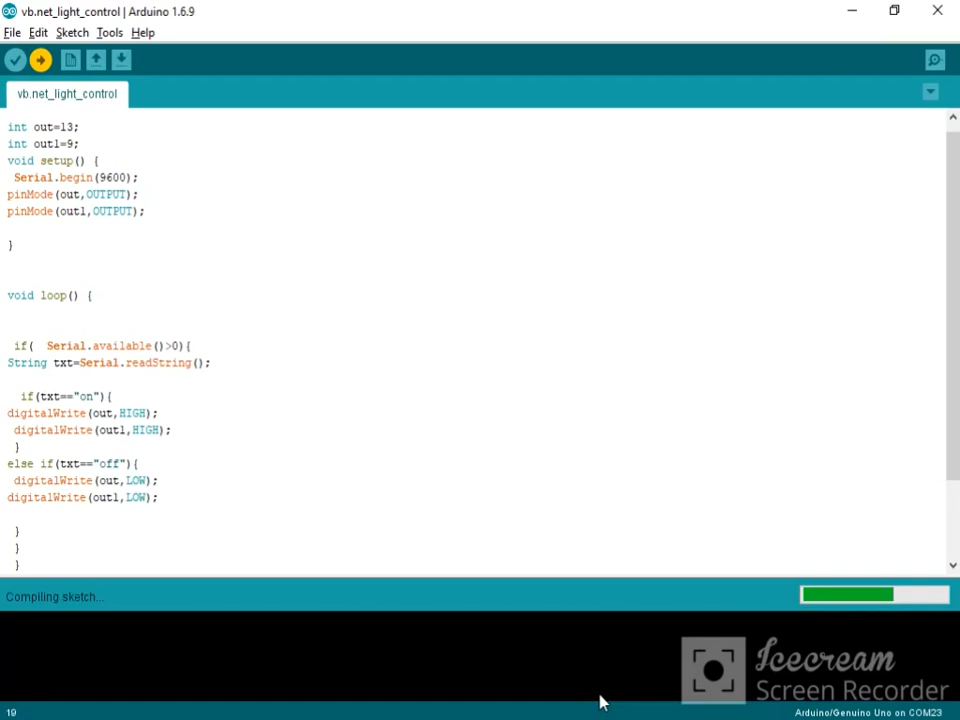 vb.net_light_control | Arduino 1.6.9
File Edit Sketch Tools Help
vb.net_light_control
int out=13;
int out1=9;
void setup() {
Serial.begin(9600);
pinMode(out,OUTPUT);
pinMode(out1,OUTPUT);
}
void loop() {
if( Serial.available()>0){
String txt=Serial.readString();
if(txt=="on"){
digitalWrite(out,HIGH);
digitalWrite(out1,HIGH);
}
else if(txt=="off"){
digitalWrite(out,LOW);
digitalWrite(out1,LOW);
}
}
}
Compiling sketch...
Icecream
Screen Recorder
19 Arduino/Genuino Uno on COM23